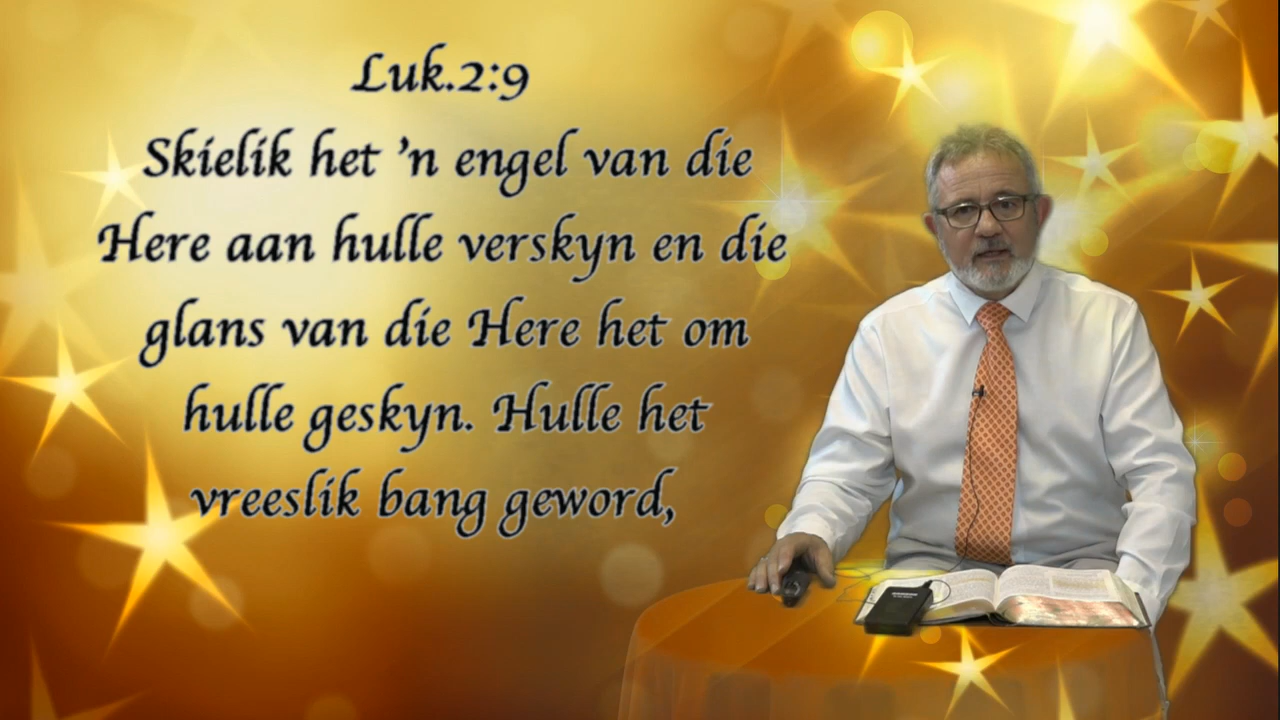 Luk.2:9
Skielik het 'n engel van die
Here aan hulle verskyn en die
glans van die Here het om
hulle geskyn. Hulle het
vreeslik bang geword,